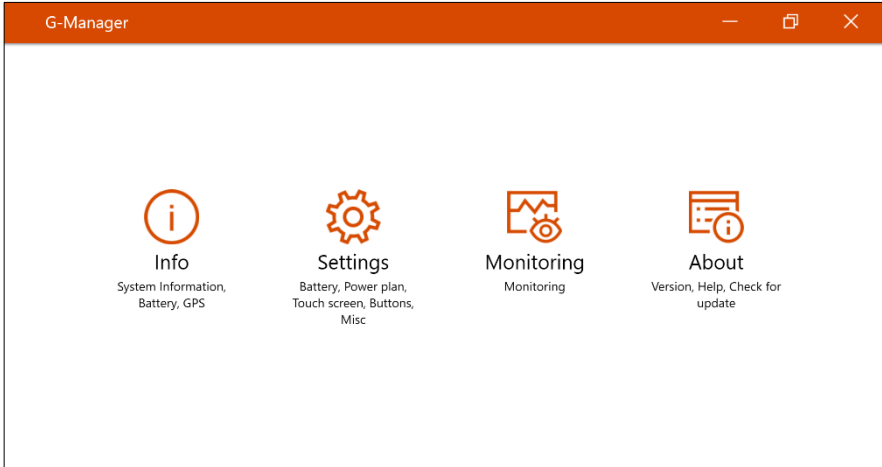 G-Manager
Info
System Information,
Battery, GPS
Settings
Battery, Power plan,
Touch screen, Buttons,
Misc
Monitoring
Monitoring
About
Version, Help, Check for
update